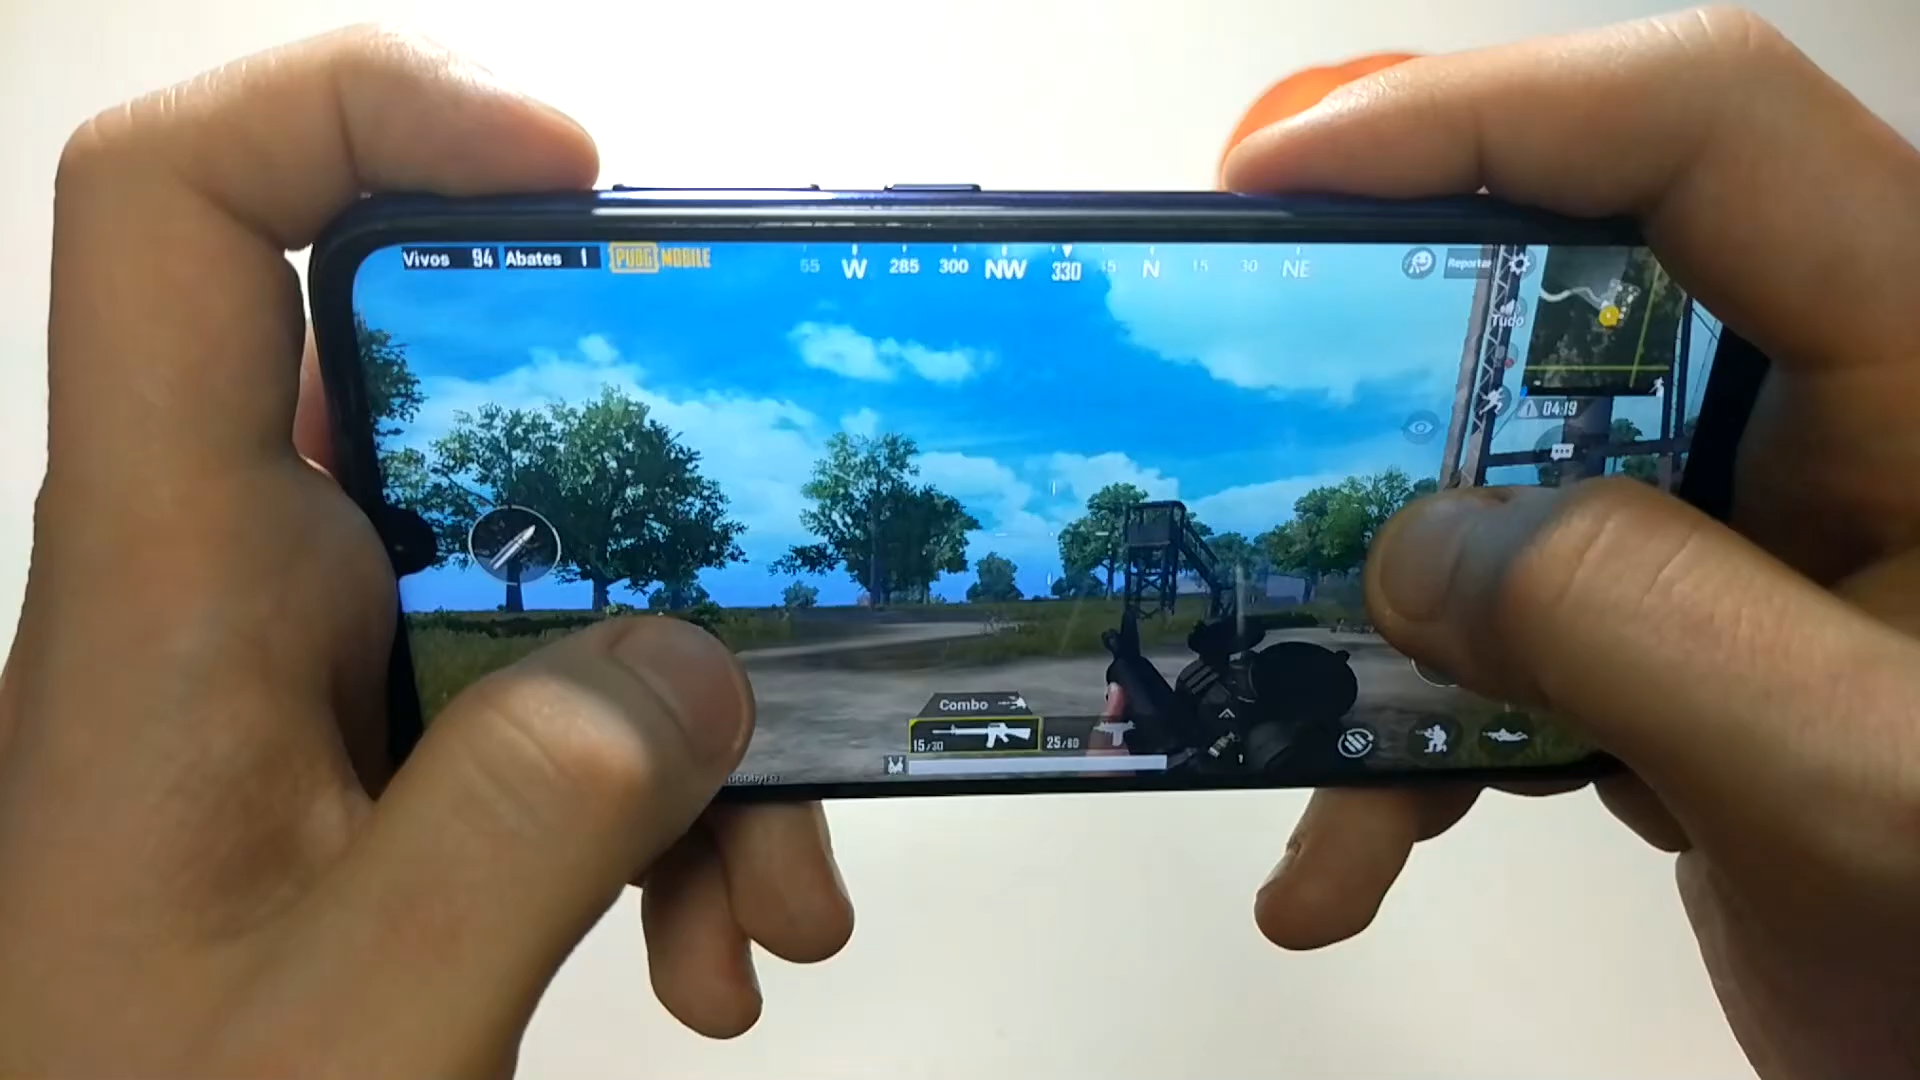 Vivos 94 Abates 1 PUBG MOBILE
W 285 300 NW 330 N 15 30 NE
Reportar
Tudo
04:19
Combo
15/30 25/80
1